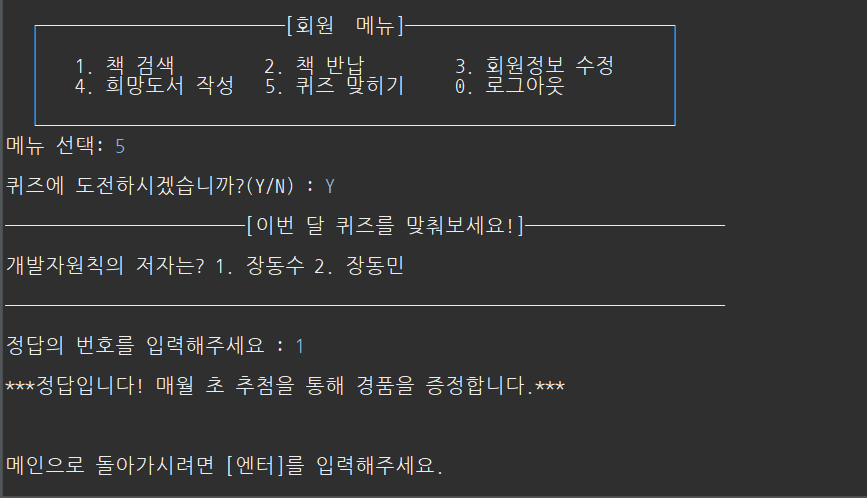 [회원 메뉴]
1. 책 검색 2. 책 반납 3. 회원정보 수정
4. 희망도서 작성 5. 퀴즈 맞히기 0. 로그아웃
메뉴 선택: 5
퀴즈에 도전하시겠습니까?(Y/N) : Y
[이번 달 퀴즈를 맞춰보세요!]
개발자원칙의 저자는? 1. 장동수 2. 장동민
정답의 번호를 입력해주세요 : 1
***정답입니다! 매월 초 추첨을 통해 경품을 증정합니다.***
메인으로 돌아가시려면 [엔터]를 입력해주세요.